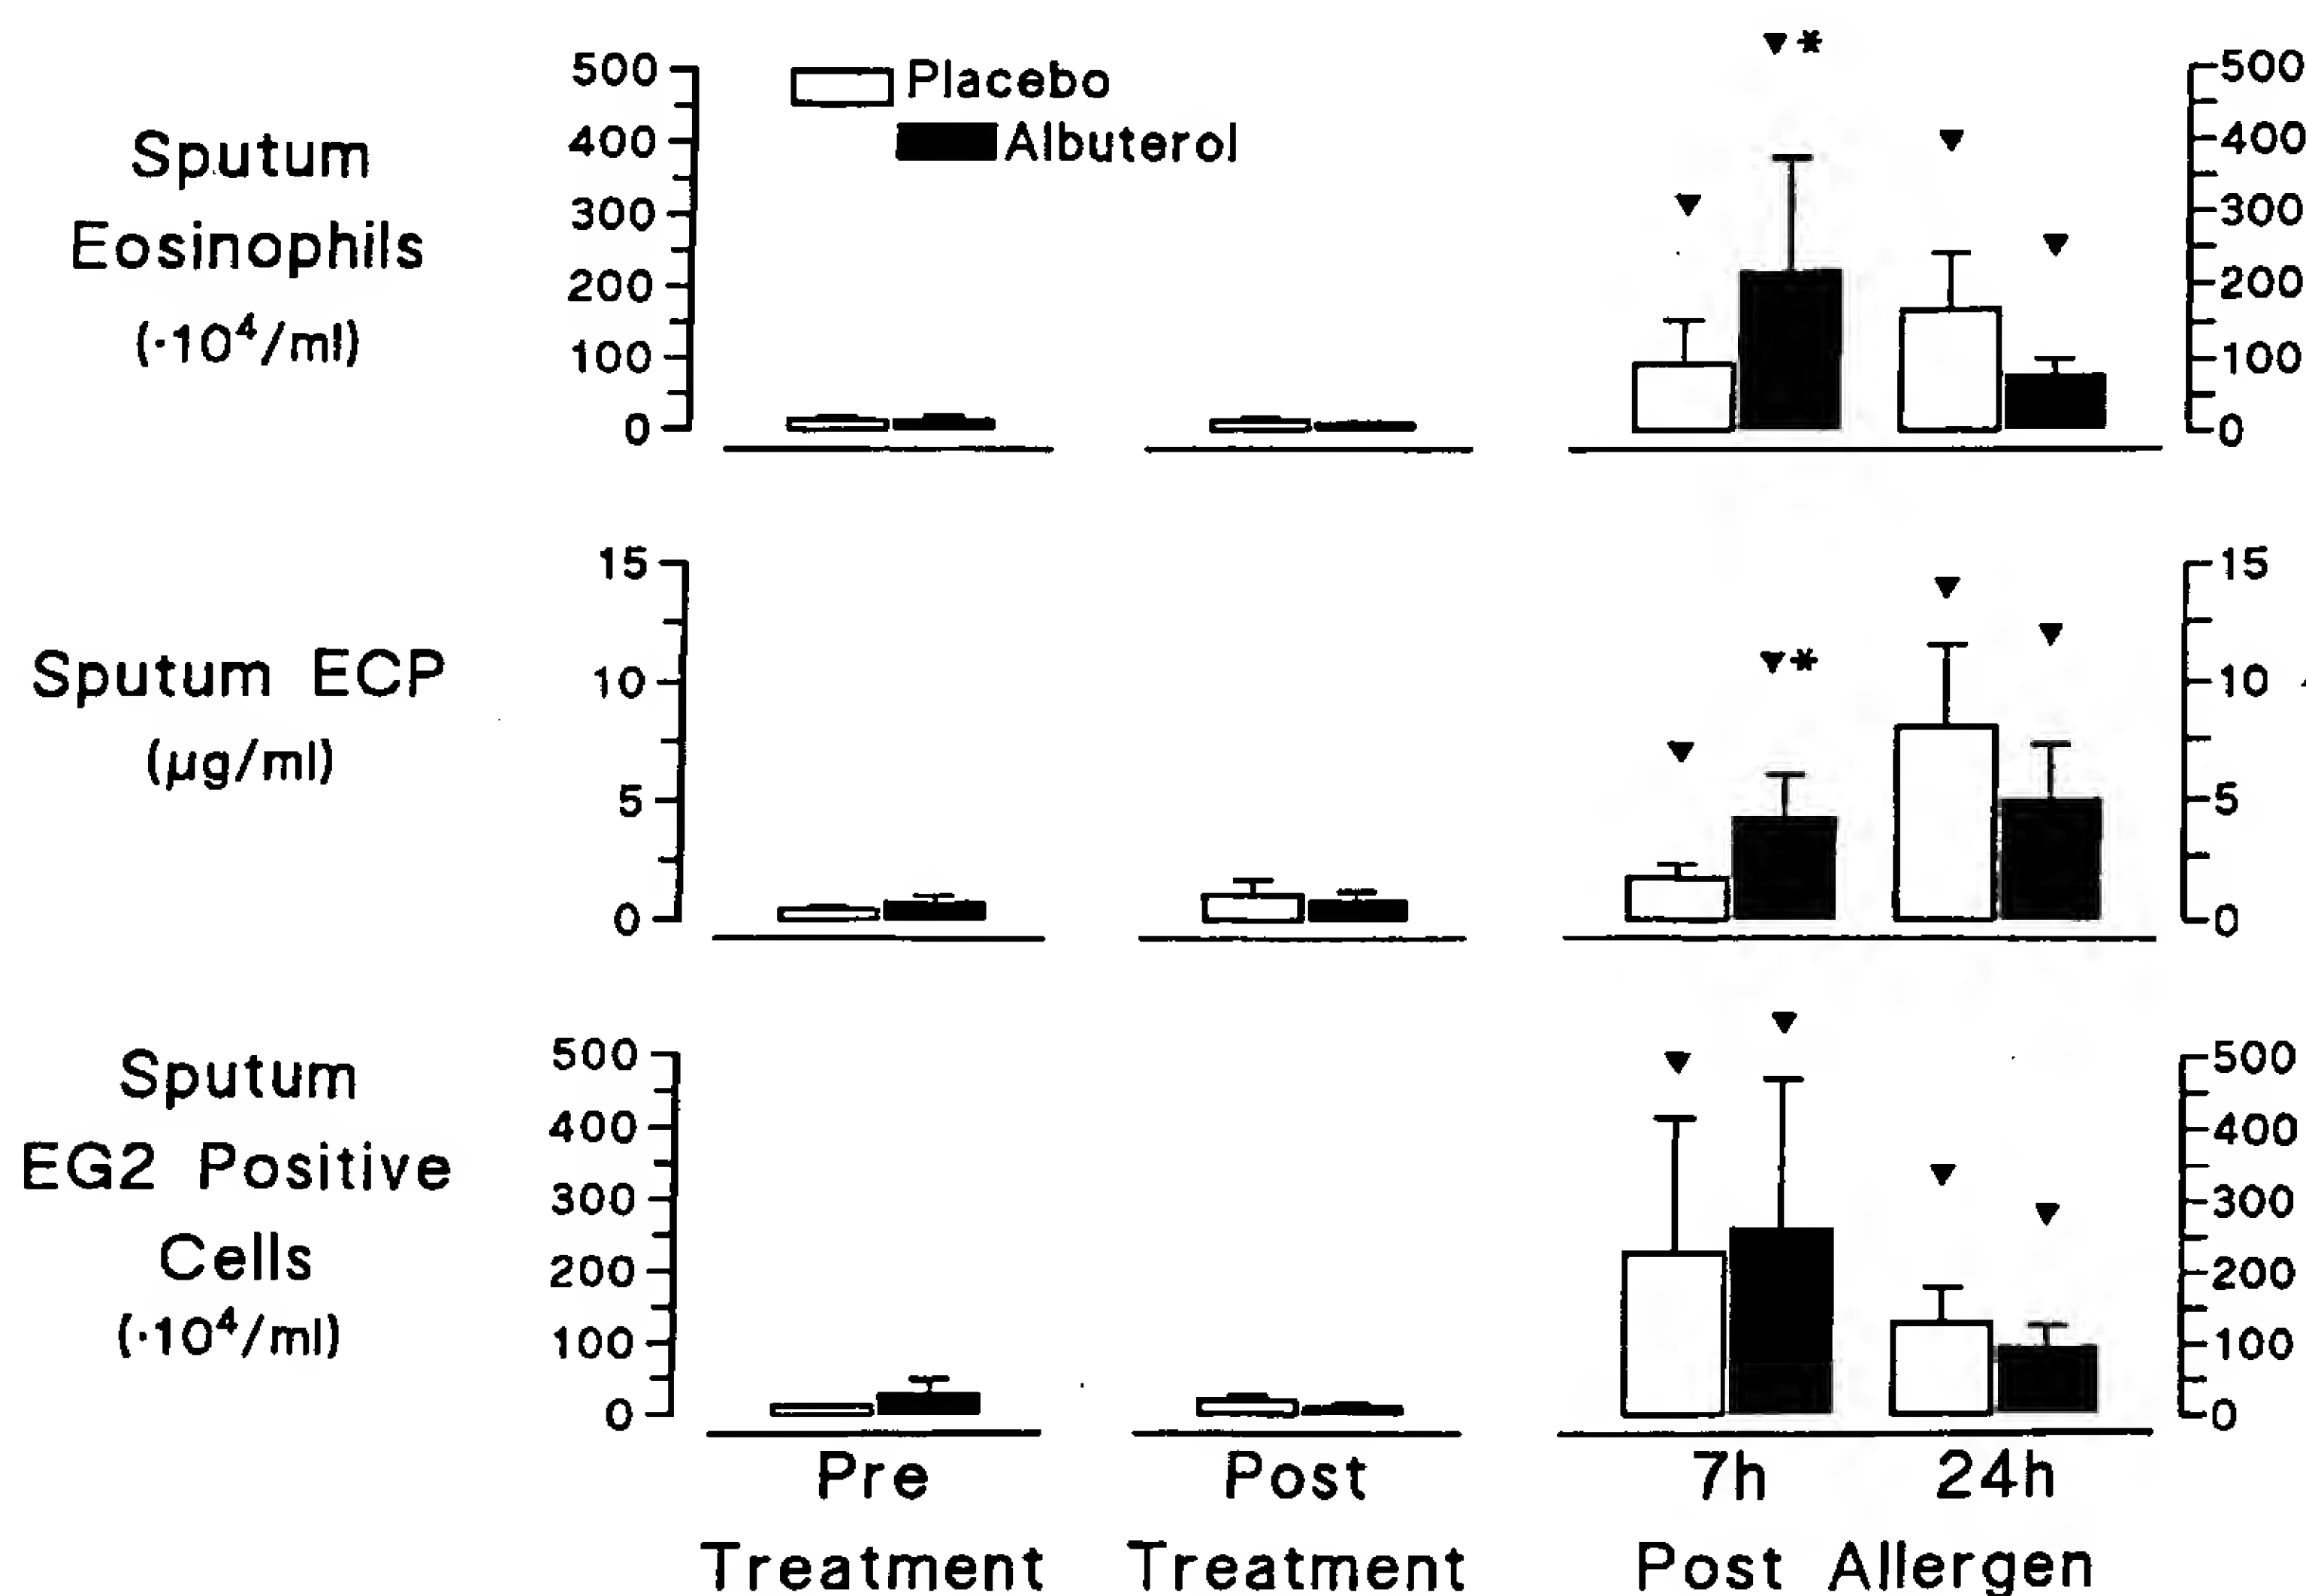 Placebo
Albuterol
Sputum
Eosinophils
(·10⁴/ml)
500
400
300
200
100
0
▼*
▼
▼
▼
500
400
300
200
100
0
Sputum ECP
(µg/ml)
15
10
5
0
▼
▼*
▼
▼
15
10
5
0
Sputum
EG2 Positive
Cells
(·10⁴/ml)
500
400
300
200
100
0
▼
▼
▼
▼
500
400
300
200
100
0
Pre
Treatment
Post
Treatment
7h 24h
Post Allergen